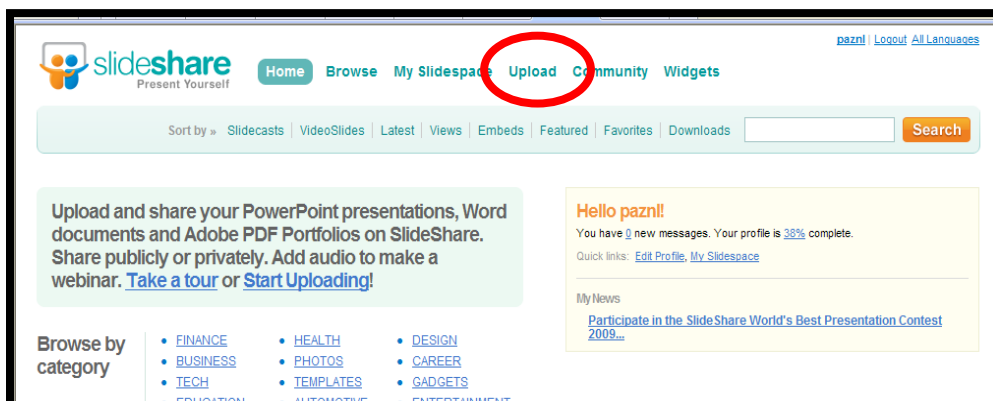 paznl | Logout All Languages
slideshare
Present Yourself
Home Browse My Slidespace Upload Community Widgets
Sort by » Slidecasts | VideoSlides | Latest | Views | Embeds | Featured | Favorites | Downloads Search
Upload and share your PowerPoint presentations, Word
documents and Adobe PDF Portfolios on SlideShare.
Share publicly or privately. Add audio to make a
webinar. Take a tour or Start Uploading!
Hello paznl!
You have 0 new messages. Your profile is 38% complete.
Quick links: Edit Profile, My Slidespace
My News
Participate in the SlideShare World's Best Presentation Contest
2009...
Browse by
category
• FINANCE • HEALTH • DESIGN
• BUSINESS • PHOTOS • CAREER
• TECH • TEMPLATES • GADGETS
• EDUCATION • AUTOMOTIVE • ENTERTAINMENT